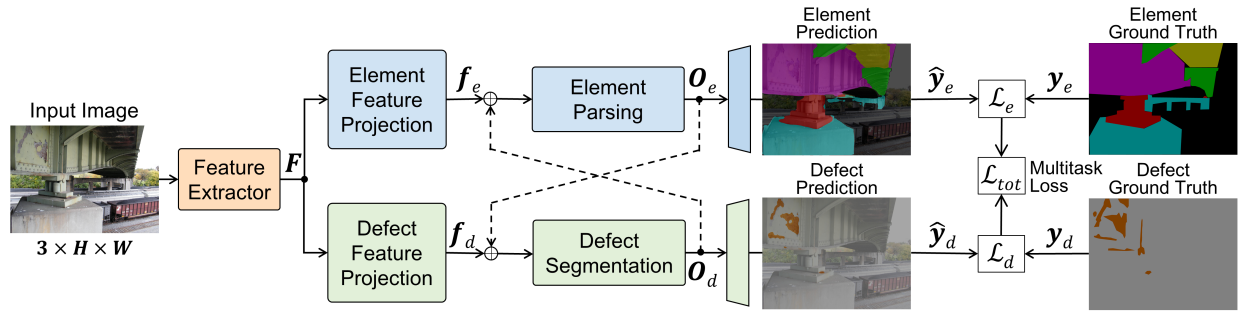 Input Image
3 × H × W
Feature
Extractor
F
Element
Feature
Projection
f_e
Element
Parsing
O_e
Element
Prediction
ŷ_e
L_e
y_e
Element
Ground Truth
L_tot
Multitask
Loss
Defect
Feature
Projection
f_d
Defect
Segmentation
O_d
Defect
Prediction
ŷ_d
L_d
y_d
Defect
Ground Truth